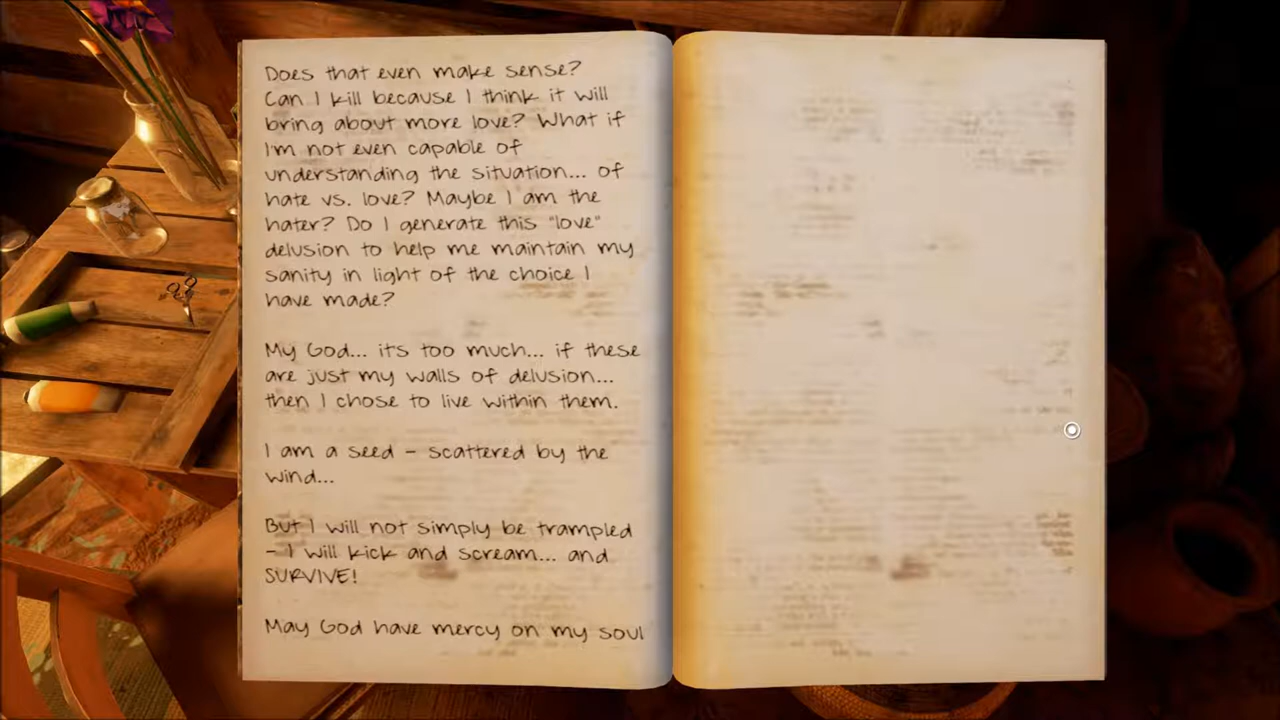 Does that even make sense?
Can I kill because I think it will
bring about more love? What if
I'm not even capable of
understanding the situation... of
hate vs. love? Maybe I am the
hater? Do I generate this "love"
delusion to help me maintain my
sanity in light of the choice I
have made?
My God... its too much... if these
are just my walls of delusion...
then I chose to live within them.
I am a seed - scattered by the
wind...
But I will not simply be trampled
- I will kick and scream... and
SURVIVE!
May God have mercy on my soul